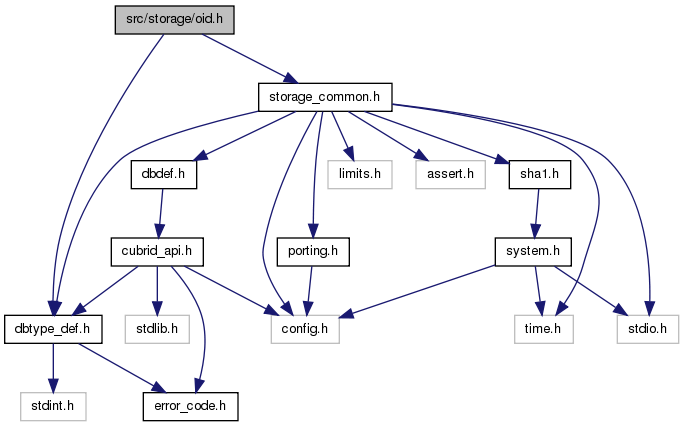 src/storage/oid.h
storage_common.h
dbdef.h
limits.h
assert.h
sha1.h
cubrid_api.h
porting.h
system.h
dbtype_def.h
stdlib.h
config.h
time.h
stdio.h
stdint.h
error_code.h